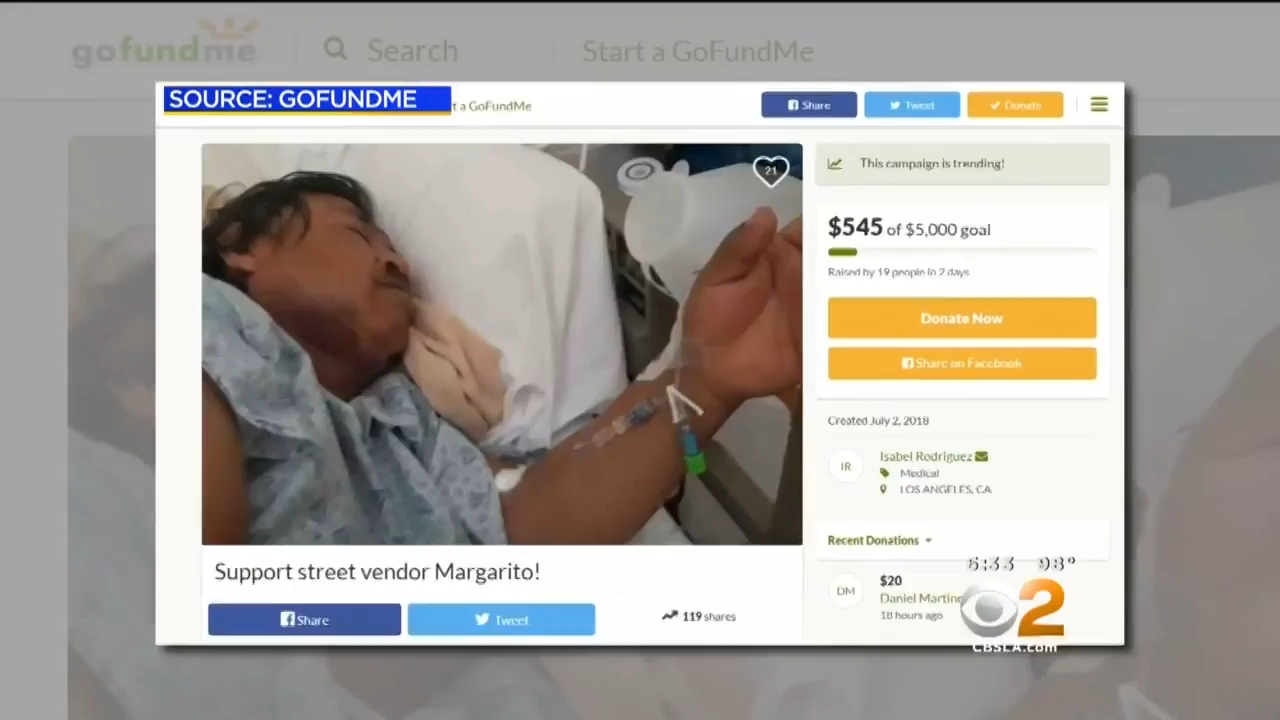 gofundme
Search
Start a GoFundMe
SOURCE: GOFUNDME
t a GoFundMe
Share
Tweet
Donate
21
This campaign is trending!
$545 of $5,000 goal
Raised by 19 people in 2 days
Donate Now
Share on Facebook
Created July 2, 2018
IR
Isabel Rodriguez
Medical
LOS ANGELES, CA
Recent Donations
DM
$20
Daniel Martin
18 hours ago
Support street vendor Margarito!
Share
Tweet
119 shares
5:33 98°
2
CBSLA.com